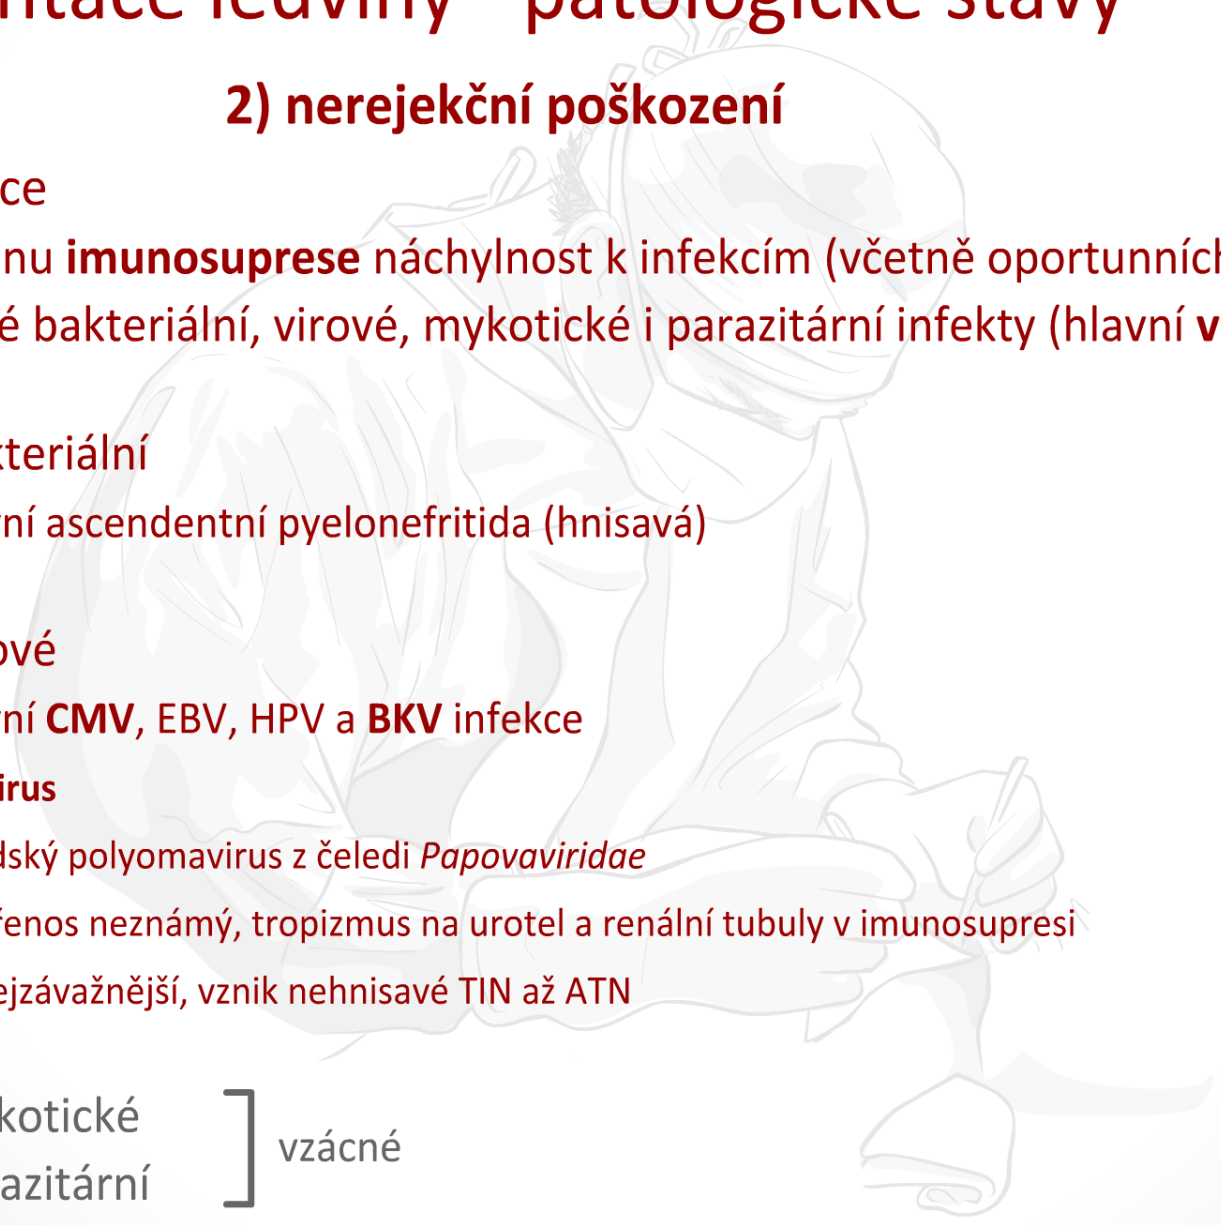 ntace ledviny - patologické stavy
2) nerejekční poškození
ce
nu imunosuprese náchylnost k infekcím (včetně oportunních
é bakteriální, virové, mykotické i parazitární infekty (hlavní v
kteriální
vní ascendentní pyelonefritida (hnisavá)
ové
vní CMV, EBV, HPV a BKV infekce
irus
dský polyomavirus z čeledi Papovaviridae
řenos neznámý, tropizmus na urotel a renální tubuly v imunosupresi
ejzávažnější, vznik nehnisavé TIN až ATN
kotické
vzácné
azitární